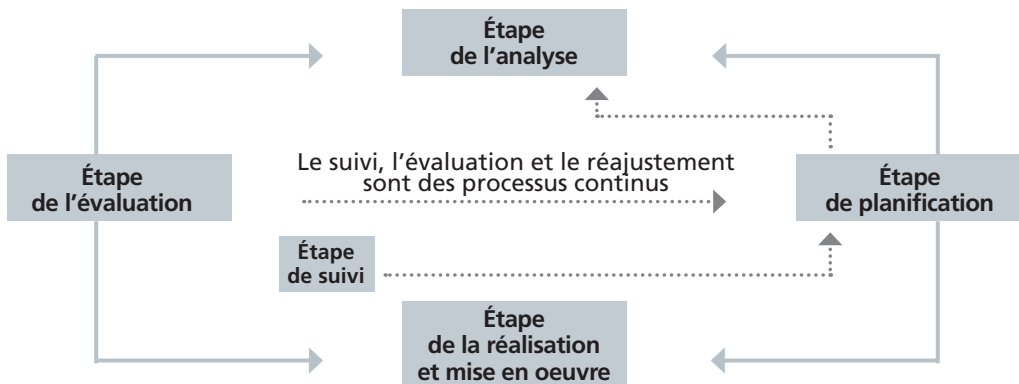 Étape
de l'analyse
Étape
de l'évaluation
Le suivi, l'évaluation et le réajustement
sont des processus continus
Étape
de planification
Étape
de suivi
Étape
de la réalisation
et mise en oeuvre